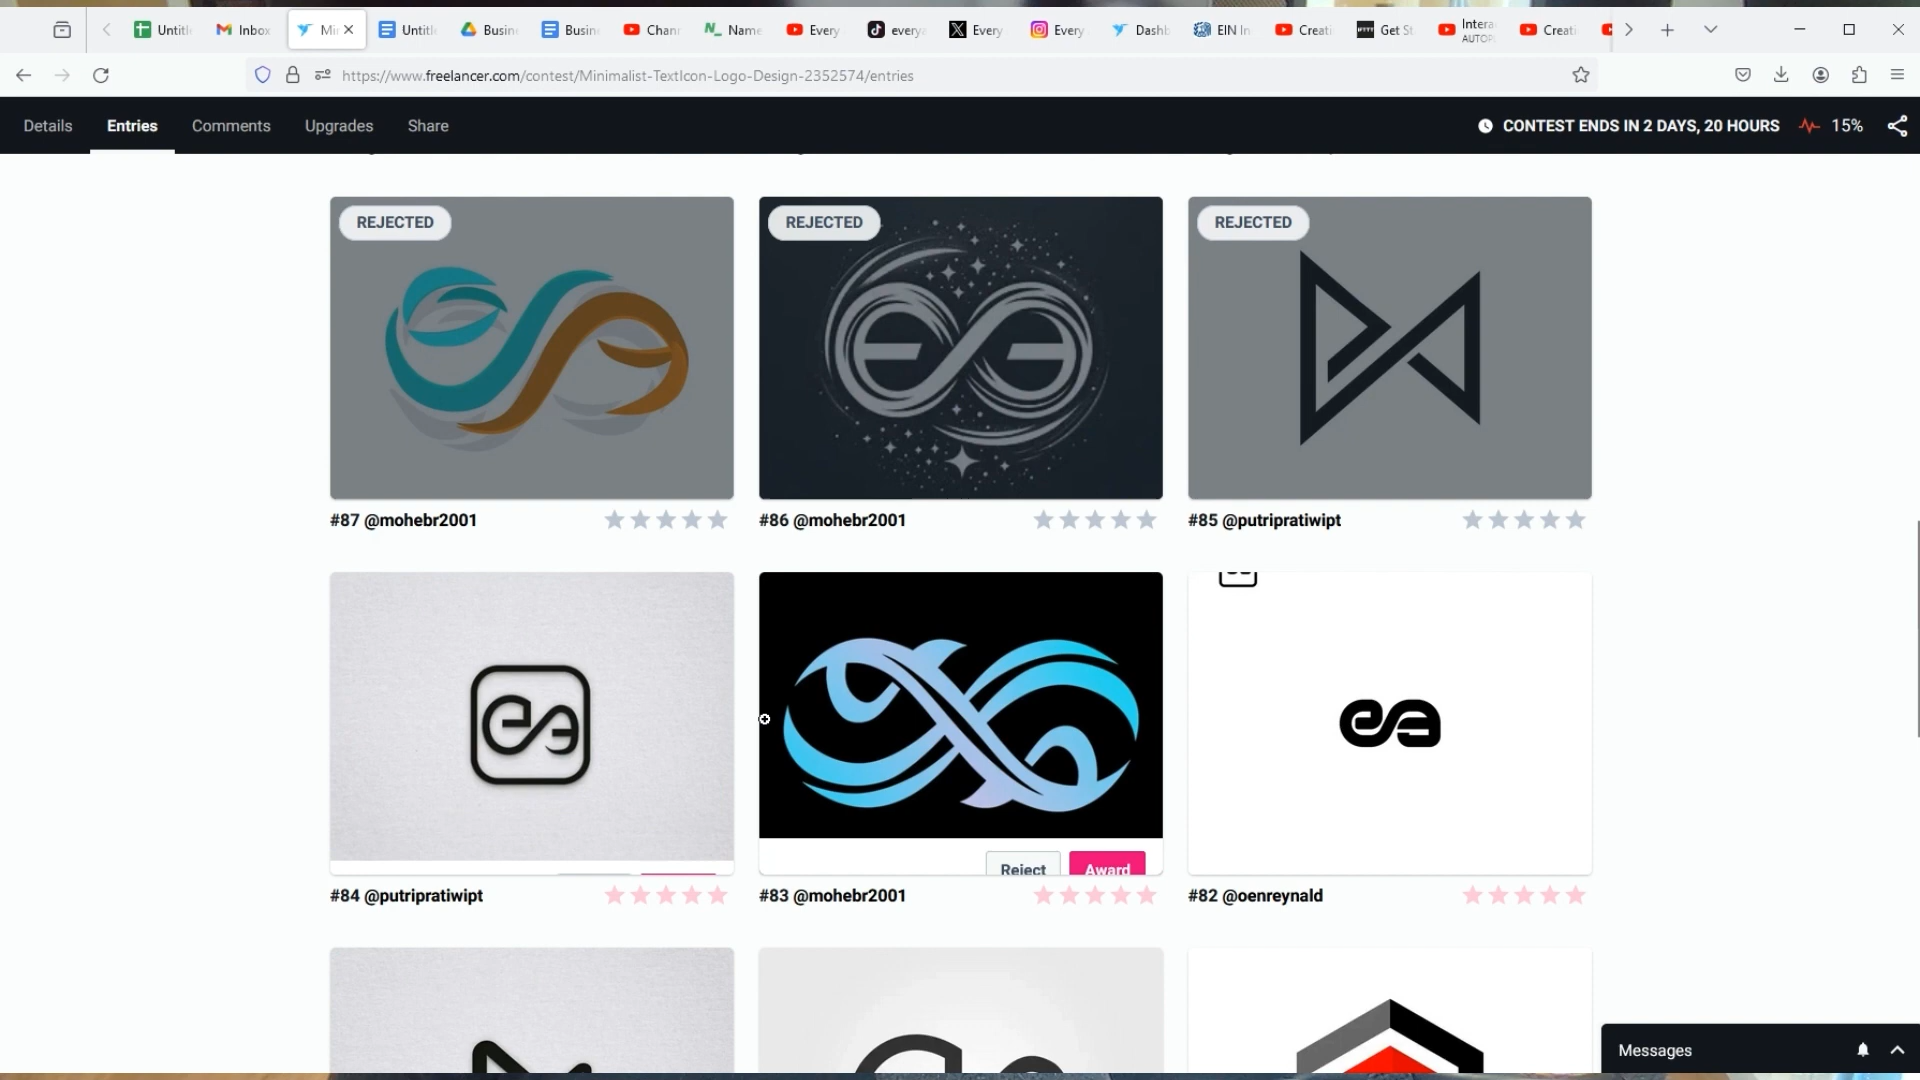 Untitl
Inbox
Mi
Untitl
Busin
Busin
Chan
Name
Every
every
Every
Every
Dash
EIN In
Creati
Get St
Intera
AUTOPL
Creati
https://www.freelancer.com/contest/Minimalist-TextIcon-Logo-Design-2352574/entries
Details
Entries
Comments
Upgrades
Share
CONTEST ENDS IN 2 DAYS, 20 HOURS
15%
REJECTED
REJECTED
REJECTED
#87 @mohebr2001
#86 @mohebr2001
#85 @putripratiwipt
Reject
Award
#84 @putripratiwipt
#83 @mohebr2001
#82 @oenreynald
Messages